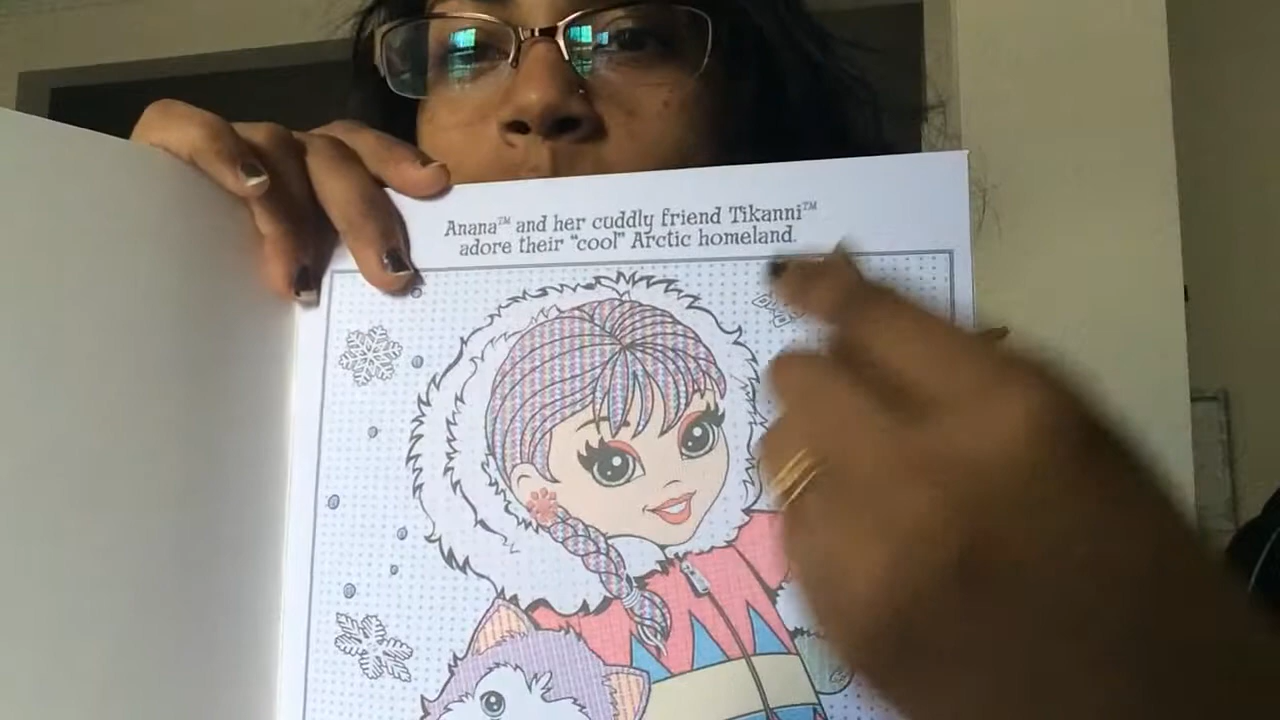 Anana™ and her cuddly friend Tikanni™
adore their "cool" Arctic homeland.